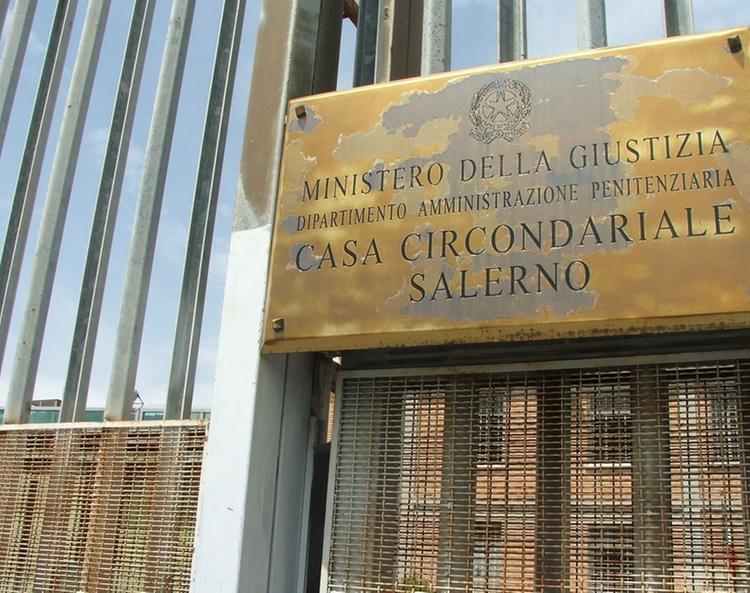 MINISTERO DELLA GIUSTIZIA
DIPARTIMENTO AMMINISTRAZIONE PENITENZIARIA
CASA CIRCONDARIALE
SALERNO